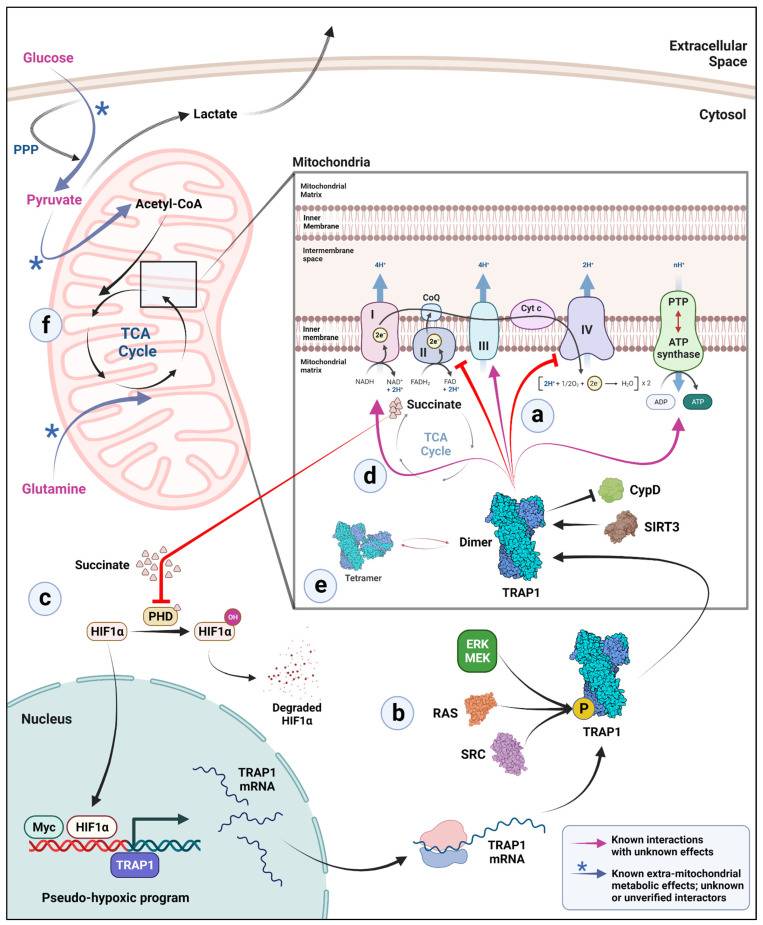 Glucose
Extracellular
Space
Cytosol
Lactate
*
PPP
Pyruvate
Acetyl-CoA
*
f
TCA
Cycle
*
Glutamine
Mitochondria
Mitochondrial
Matrix
Inner
Membrane
Intermembrane
space
4H⁺
4H⁺
2H⁺
nH⁺
CoQ
Cyt c
PTP
I
2e⁻
II
2e⁻
III
IV
ATP
synthase
Inner
membrane
Mitochondrial
matrix
NADH
NAD⁺
+ 2H⁺
FADH₂
FAD
+ 2H⁺
[ 2H⁺ + 1/2O₂ + 2e → H₂O ] x 2
ADP
ATP
Succinate
a
TCA
Cycle
d
CypD
SIRT3
Dimer
Tetramer
TRAP1
e
Succinate
c
PHD
HIF1α
HIF1α
OH
Degraded
HIF1α
ERK
MEK
b
RAS
P
TRAP1
SRC
Nucleus
TRAP1
mRNA
Myc
HIF1α
TRAP1
Pseudo-hypoxic program
TRAP1
mRNA
Known interactions
with unknown effects
* Known extra-mitochondrial
metabolic effects; unknown
or unverified interactors